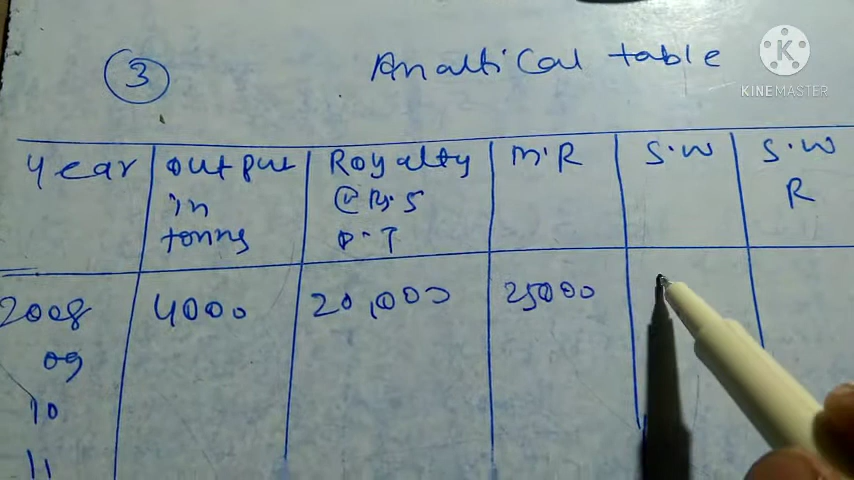 3 Analtical table
K
KINEMASTER
Year output Royalty M.R S.W S.W
in @ Rs. 5 R
tonns P.T
2008 4000 20,000 25000
09
10
11